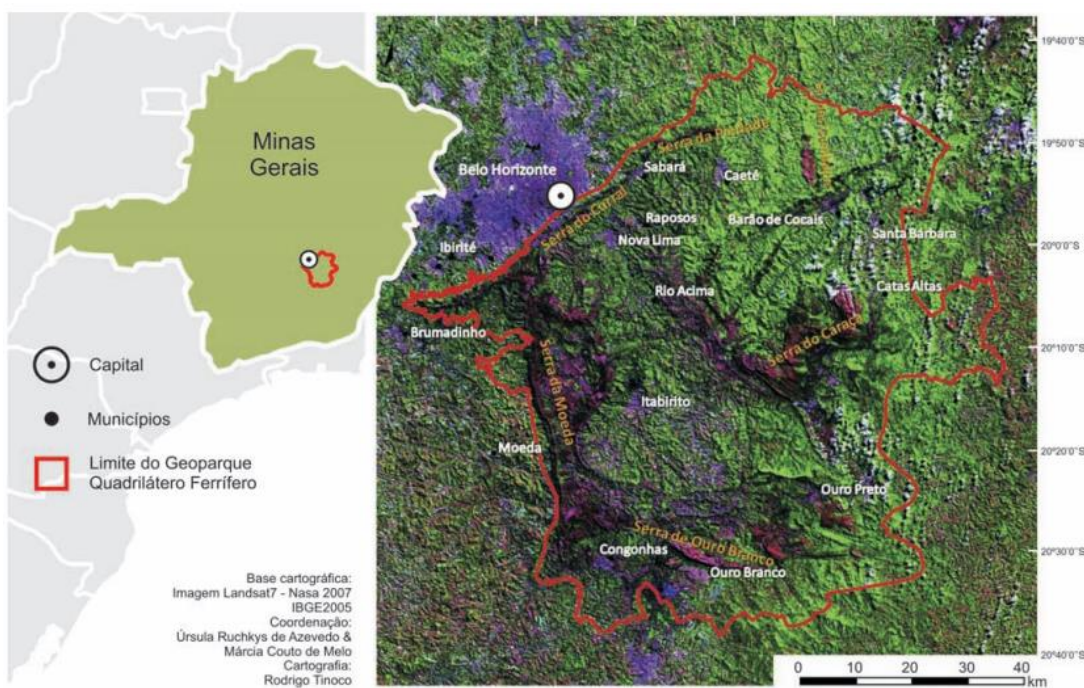 Minas
Gerais
Capital
Municípios
Limite do Geoparque
Quadrilátero Ferrífero
Base cartográfica:
Imagem Landsat7 - Nasa 2007
IBGE2005
Coordenação:
Úrsula Ruchkys de Azevedo &
Márcia Couto de Melo
Cartografia:
Rodrigo Tinoco
Serra da Piedade
Belo Horizonte
Sabará
Caeté
Serra do Curral
Raposos
Barão de Cocais
Ibirité
Nova Lima
Santa Bárbara
Rio Acima
Catas Altas
Brumadinho
Serra do Caraça
Serra da Moeda
Itabirito
Moeda
Ouro Preto
Serra de Ouro Branco
Congonhas
Ouro Branco
19°40'0"S
19°50'0"S
20°0'0"S
20°10'0"S
20°20'0"S
20°30'0"S
20°40'0"S
0 10 20 30 40
km